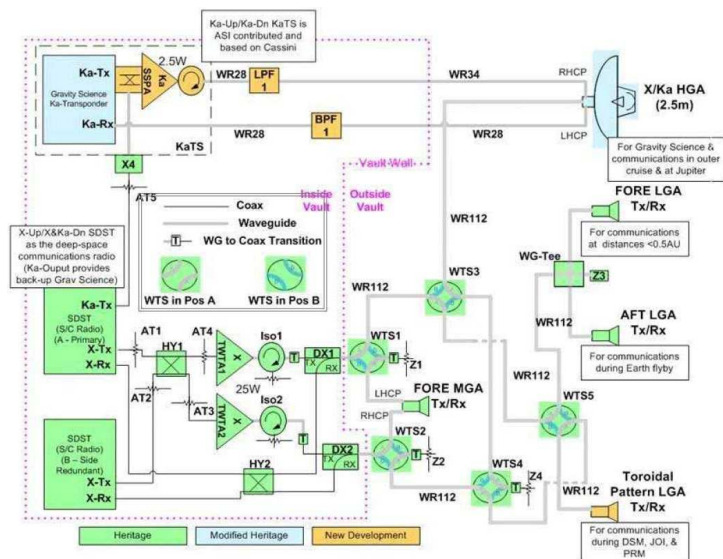 Ka-Up/Ka-Dn KaTS is
ASI contributed and
based on Cassini
Ka-Tx
Gravity Science
Ka-Transponder
Ka-Rx
Ka
SSPA
2.5W
KaTS
WR28
LPF
1
WR34
WR28
BPF
1
WR28
RHCP
LHCP
X/Ka HGA
(2.5m)
For Gravity Science &
communications in outer
cruise & at Jupiter
X4
AT5
Vault Wall
Inside
Vault
Outside
Vault
Coax
Waveguide
T
WG to Coax Transition
WTS in Pos A
WTS in Pos B
X-Up/X&Ka-Dn SDST
as the deep-space
communications radio
(Ka-Ouput provides
back-up Grav Science)
Ka-Tx
SDST
(S/C Radio)
(A - Primary)
X-Tx
X-Rx
AT1
HY1
AT4
X
TWTA1
Iso1
T
DX1
TX
RX
AT2
AT3
25W
X
TWTA2
Iso2
T
DX2
TX
RX
SDST
(S/C Radio)
(B – Side
Redundant)
X-Tx
X-Rx
HY2
WR112
WTS3
WR112
WTS1
T
Z1
LHCP
RHCP
FORE MGA
Tx/Rx
WTS2
T
Z2
WR112
WTS4
T
Z4
WR112
WTS5
WR112
WR112
WG-Tee
Z3
FORE LGA
Tx/Rx
For communications
at distances <0.5AU
AFT LGA
Tx/Rx
For communications
during Earth flyby
Toroidal
Pattern LGA
Tx/Rx
For communications
during DSM, JOI, &
PRM
Heritage
Modified Heritage
New Development